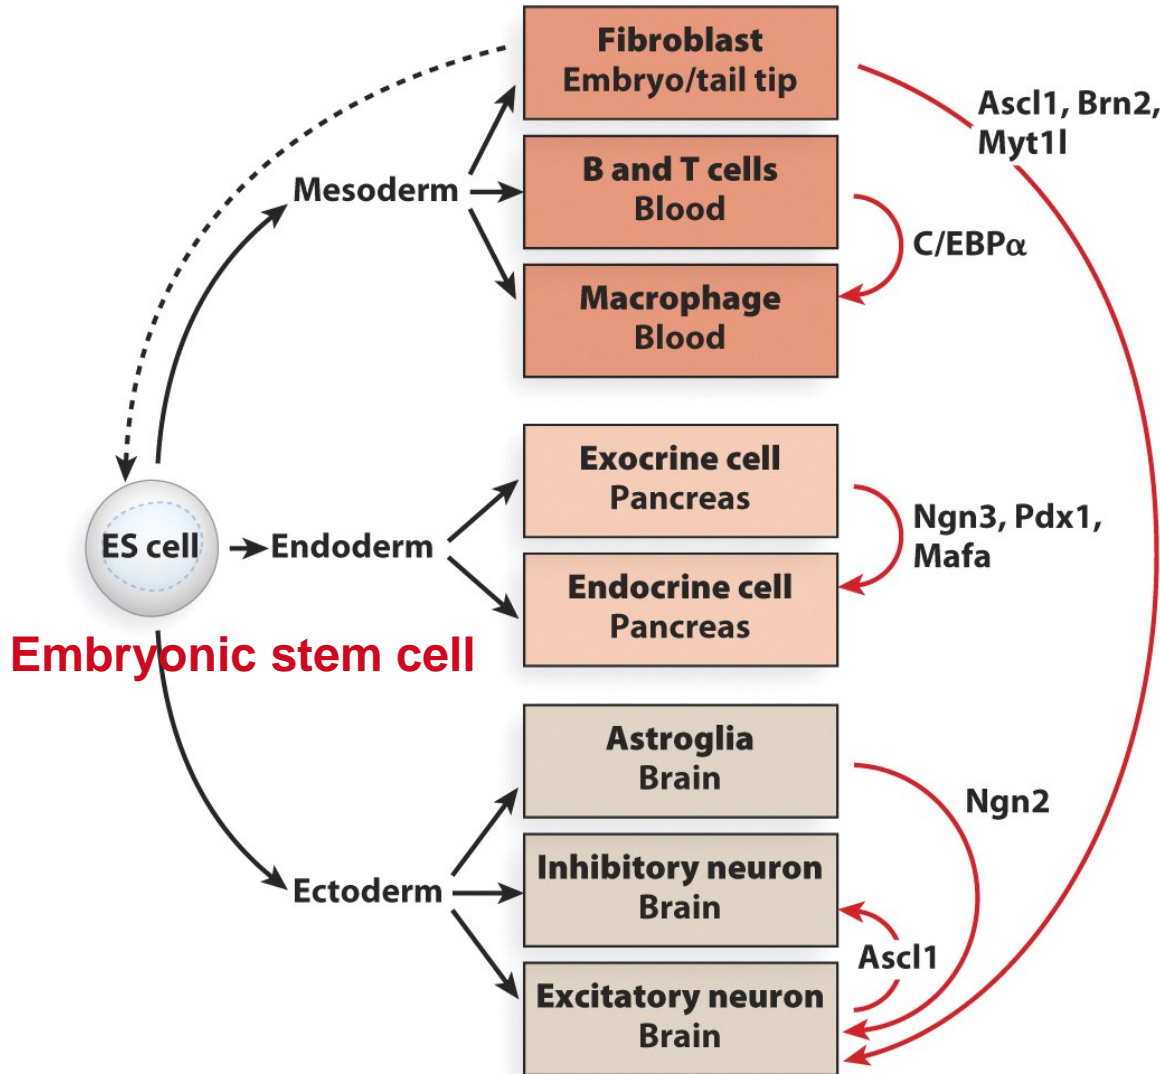 Fibroblast
Embryo/tail tip
Ascl1, Brn2,
Myt1l
B and T cells
Blood
Mesoderm
C/EBPα
Macrophage
Blood
Exocrine cell
Pancreas
Ngn3, Pdx1,
Mafa
ES cell
Endoderm
Endocrine cell
Pancreas
Embryonic stem cell
Astroglia
Brain
Ngn2
Inhibitory neuron
Brain
Ectoderm
Ascl1
Excitatory neuron
Brain